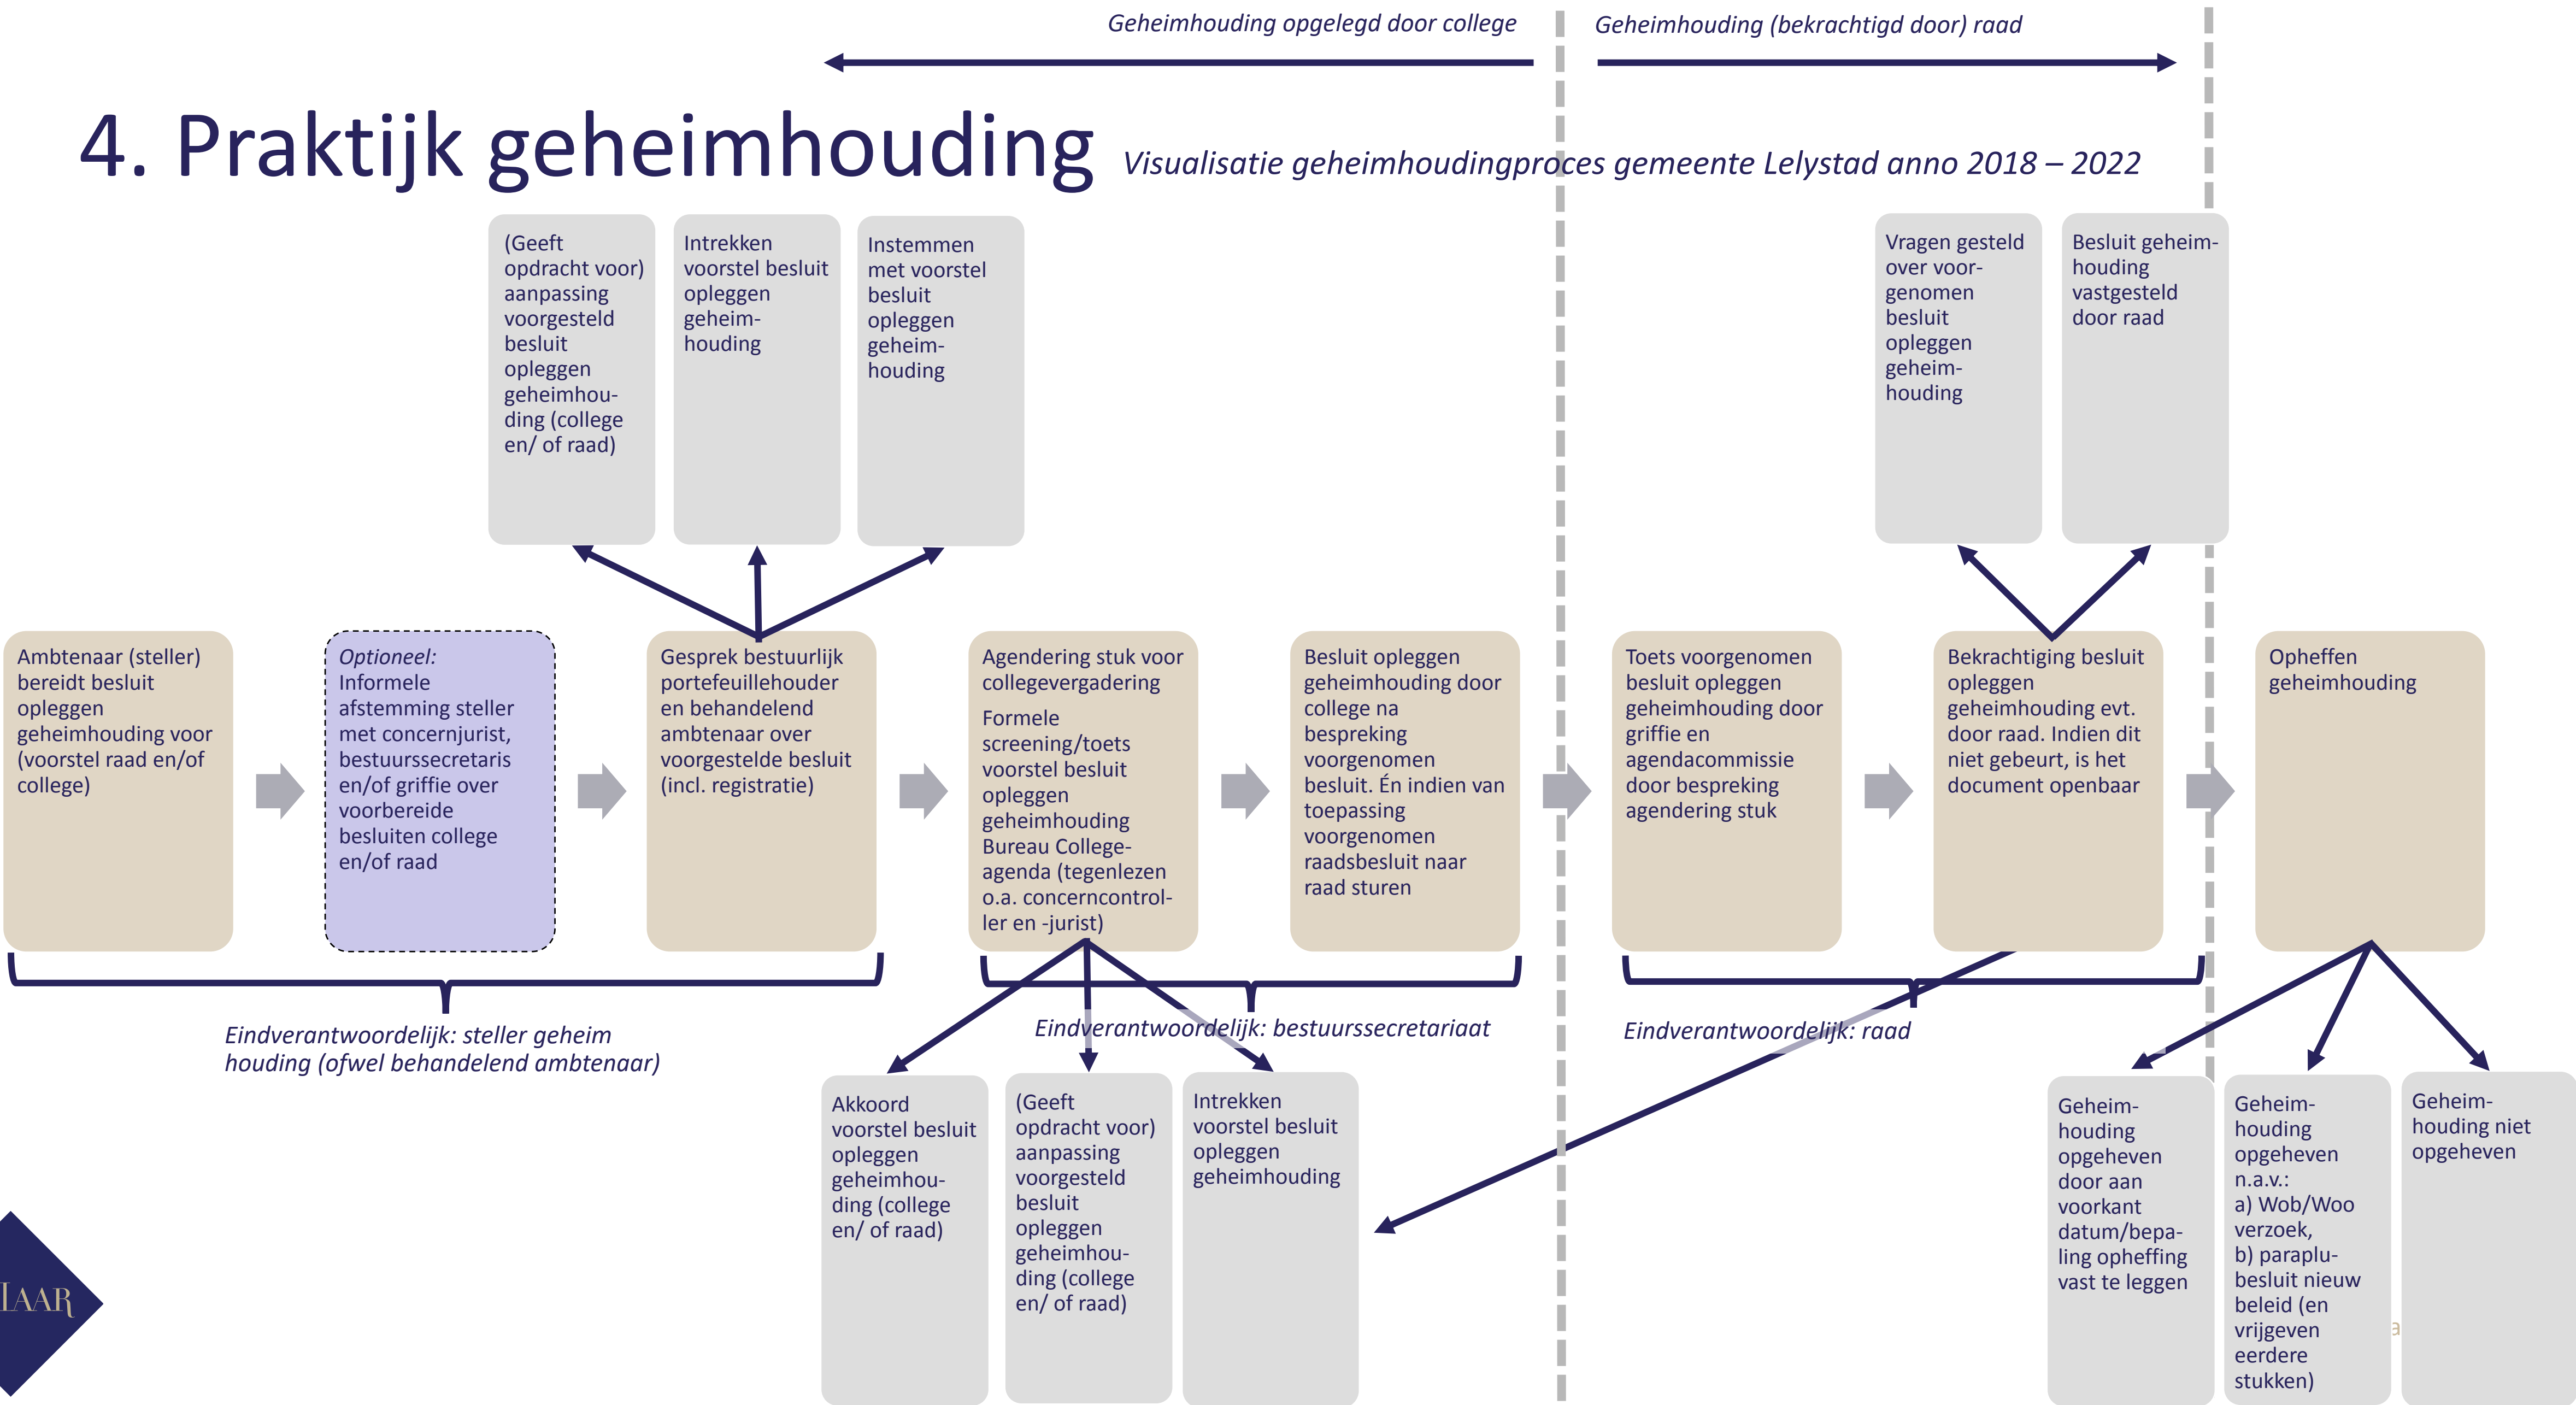 Geheimhouding opgelegd door college
Geheimhouding (bekrachtigd door) raad
4. Praktijk geheimhouding
Visualisatie geheimhoudingproces gemeente Lelystad anno 2018 – 2022
(Geeft
opdracht voor)
aanpassing
voorgesteld
besluit
opleggen
geheimhou-
ding (college
en/ of raad)
Intrekken
voorstel besluit
opleggen
geheim-
houding
Instemmen
met voorstel
besluit
opleggen
geheim-
houding
Vragen gesteld
over voor-
genomen
besluit
opleggen
geheim-
houding
Besluit geheim-
houding
vastgesteld
door raad
Ambtenaar (steller)
bereidt besluit
opleggen
geheimhouding voor
(voorstel raad en/of
college)
Optioneel:
Informele
afstemming steller
met concernjurist,
bestuurssecretaris
en/of griffie over
voorbereide
besluiten college
en/of raad
Gesprek bestuurlijk
portefeuillehouder
en behandelend
ambtenaar over
voorgestelde besluit
(incl. registratie)
Agendering stuk voor
collegevergadering
Formele
screening/toets
voorstel besluit
opleggen
geheimhouding
Bureau College-
agenda (tegenlezen
o.a. concerncontrol-
ler en -jurist)
Besluit opleggen
geheimhouding door
college na
bespreking
voorgenomen
besluit. Én indien van
toepassing
voorgenomen
raadsbesluit naar
raad sturen
Toets voorgenomen
besluit opleggen
geheimhouding door
griffie en
agendacommissie
door bespreking
agendering stuk
Bekrachtiging besluit
opleggen
geheimhouding evt.
door raad. Indien dit
niet gebeurt, is het
document openbaar
Opheffen
geheimhouding
Eindverantwoordelijk: steller geheim
houding (ofwel behandelend ambtenaar)
Eindverantwoordelijk: bestuurssecretariaat
Eindverantwoordelijk: raad
Akkoord
voorstel besluit
opleggen
geheimhou-
ding (college
en/ of raad)
(Geeft
opdracht voor)
aanpassing
voorgesteld
besluit
opleggen
geheimhou-
ding (college
en/ of raad)
Intrekken
voorstel besluit
opleggen
geheimhouding
Geheim-
houding
opgeheven
door aan
voorkant
datum/bepa-
ling opheffing
vast te leggen
Geheim-
houding
opgeheven
n.a.v.:
a) Wob/Woo
verzoek,
b) paraplu-
besluit nieuw
beleid (en
vrijgeven
eerdere
stukken)
Geheim-
houding niet
opgeheven
LAAR